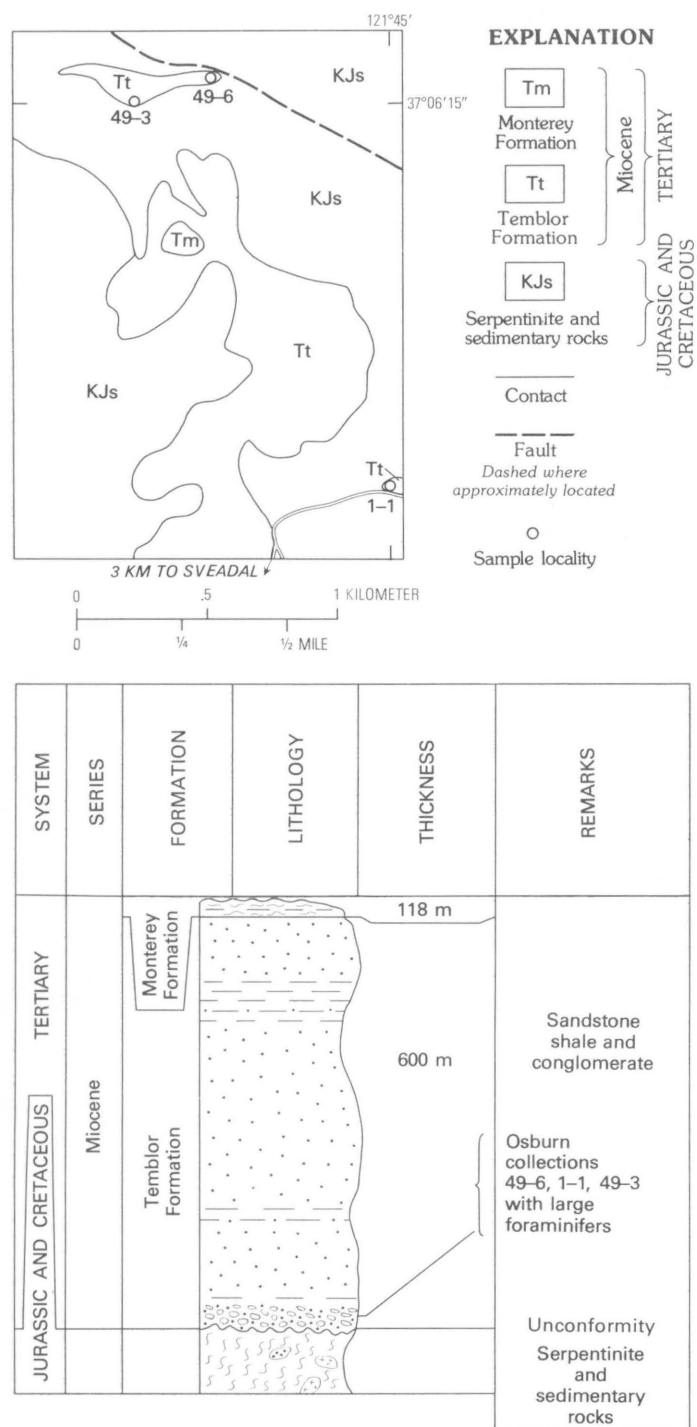 121°45′
37°06′15″
KJs
Tt
49–6
49–3
KJs
Tm
Tt
KJs
Tt
1–1
3 KM TO SVEADAL
0 .5 1 KILOMETER
0 ¼ ½ MILE
EXPLANATION
Tm
Monterey
Formation
Tt
Temblor
Formation
Miocene
TERTIARY
KJs
Serpentinite and
sedimentary rocks
JURASSIC AND
CRETACEOUS
Contact
Fault
Dashed where
approximately located
Sample locality
SYSTEM
SERIES
FORMATION
LITHOLOGY
THICKNESS
REMARKS
TERTIARY
JURASSIC AND CRETACEOUS
Miocene
Monterey
Formation
Temblor
Formation
118 m
600 m
Sandstone
shale and
conglomerate
Osburn
collections
49–6, 1–1, 49–3
with large
foraminifers
Unconformity
Serpentinite
and
sedimentary
rocks